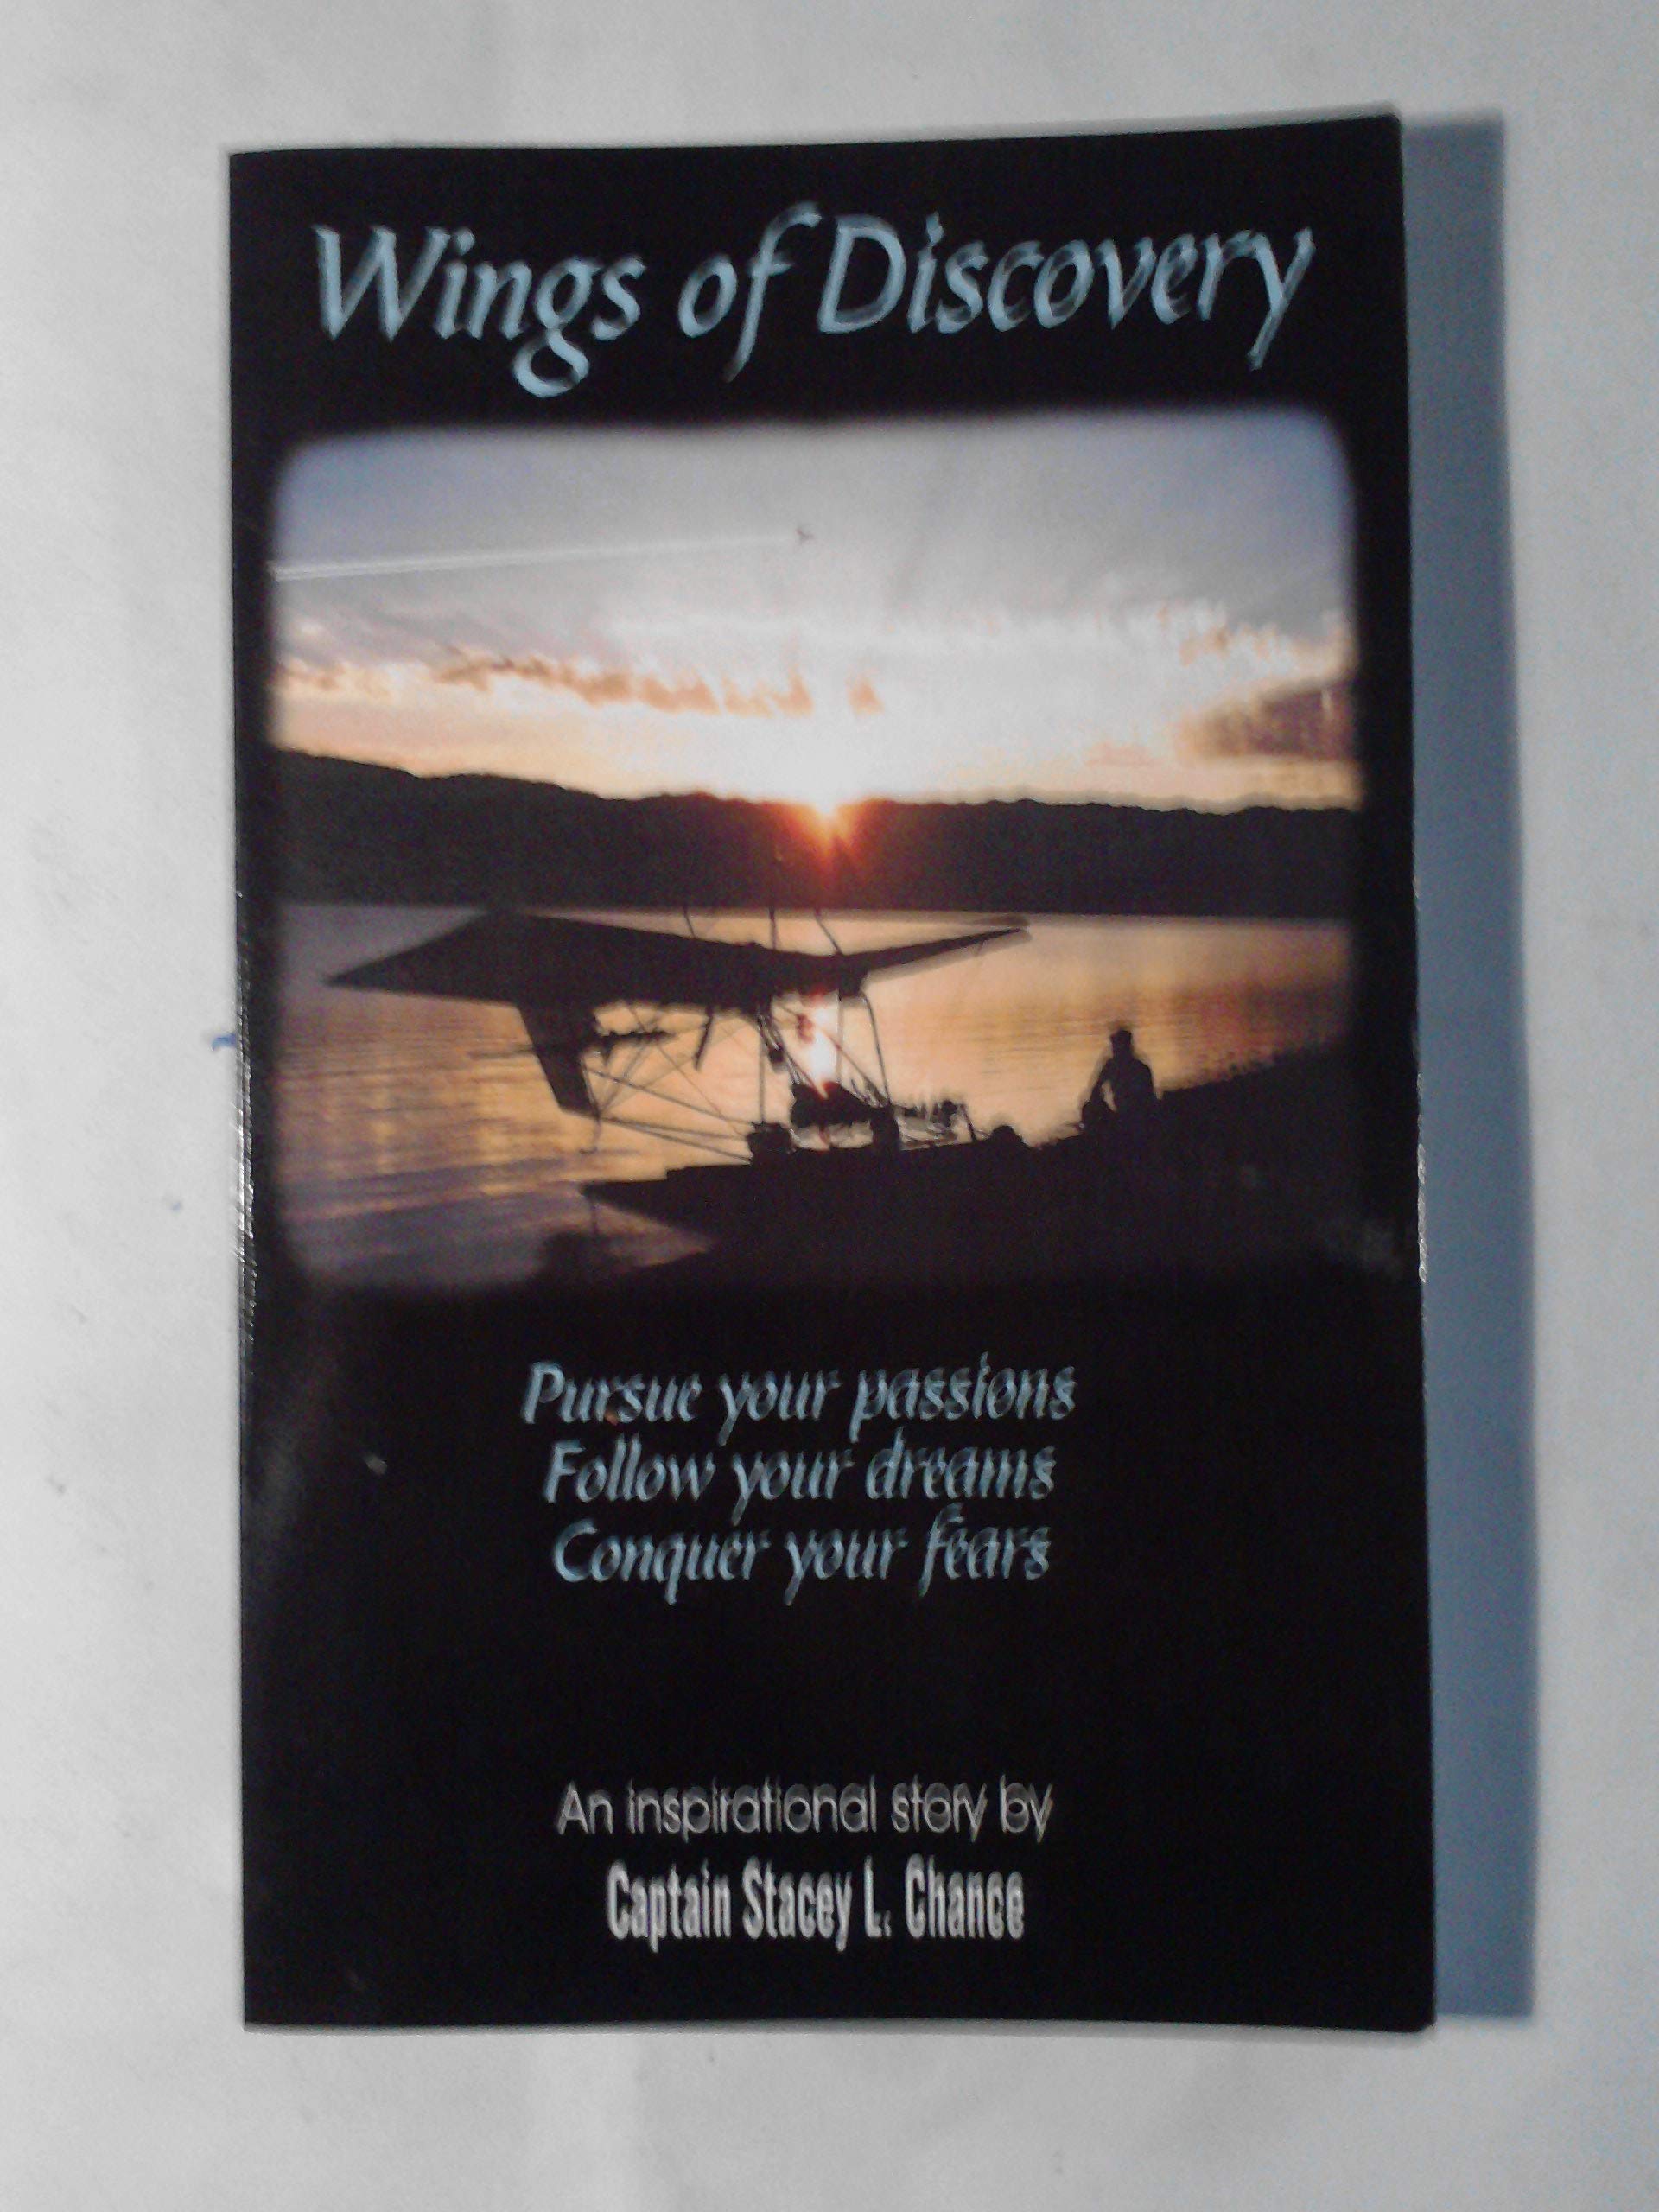 Wings of Discovery
Pursue your passions
Follow your dreams
Conquer your fears
An inspirational story by
Captain Stacey L. Chance